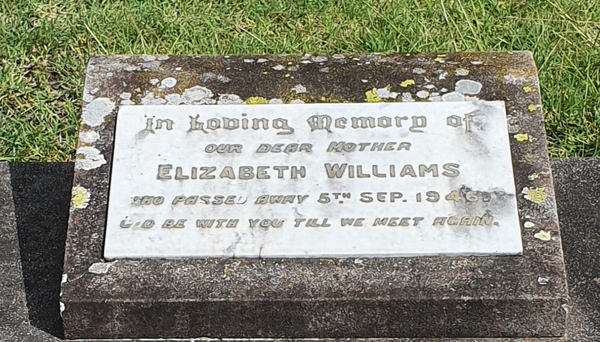 In Loving Memory of
OUR DEAR MOTHER
ELIZABETH WILLIAMS
WHO PASSED AWAY 5TH SEP. 194
GOD BE WITH YOU TILL WE MEET AGAIN.